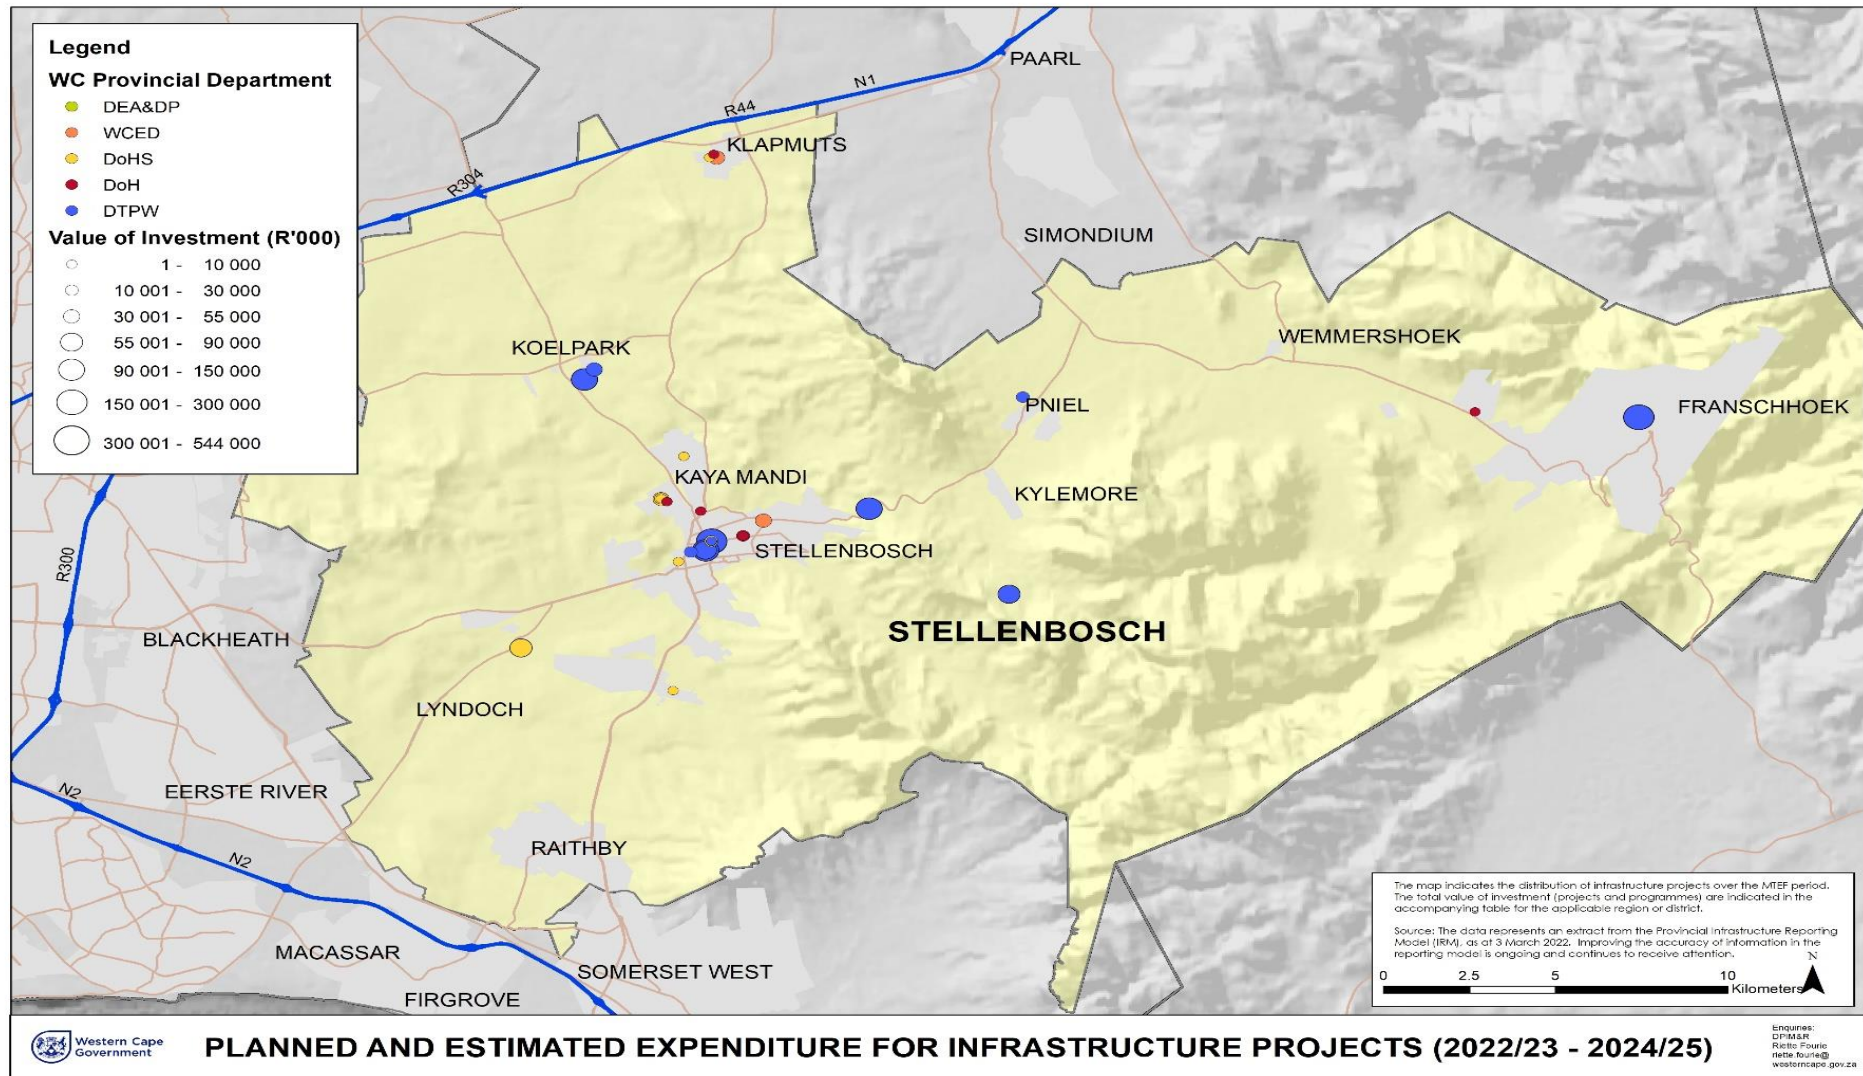 Legend
WC Provincial Department
DEA&DP
WCED
DoHS
DoH
DTPW
Value of Investment (R'000)
1 - 10 000
10 001 - 30 000
30 001 - 55 000
55 001 - 90 000
90 001 - 150 000
150 001 - 300 000
300 001 - 544 000
PAARL
N1
R44
KLAPMUTS
R304
SIMONDIUM
WEMMERSHOEK
KOELPARK
PNIEL
FRANSCHHOEK
KAYA MANDI
KYLEMORE
STELLENBOSCH
R300
STELLENBOSCH
BLACKHEATH
LYNDOCH
EERSTE RIVER
N2
N2
RAITHBY
MACASSAR
SOMERSET WEST
FIRGROVE
The map indicates the distribution of infrastructure projects over the MTEF period.
The total value of investment (projects and programmes) are indicated in the
accompanying table for the applicable region or district.
Source: The data represents an extract from the Provincial Infrastructure Reporting
Model (IRM), as at 3 March 2022. Improving the accuracy of information in the
reporting model is ongoing and continues to receive attention.
N
0 2.5 5 10
Kilometers
Western Cape
Government
PLANNED AND ESTIMATED EXPENDITURE FOR INFRASTRUCTURE PROJECTS (2022/23 - 2024/25)
Enquiries:
DPIM&R
Riette Fourie
riette.fourie@
westerncape.gov.za